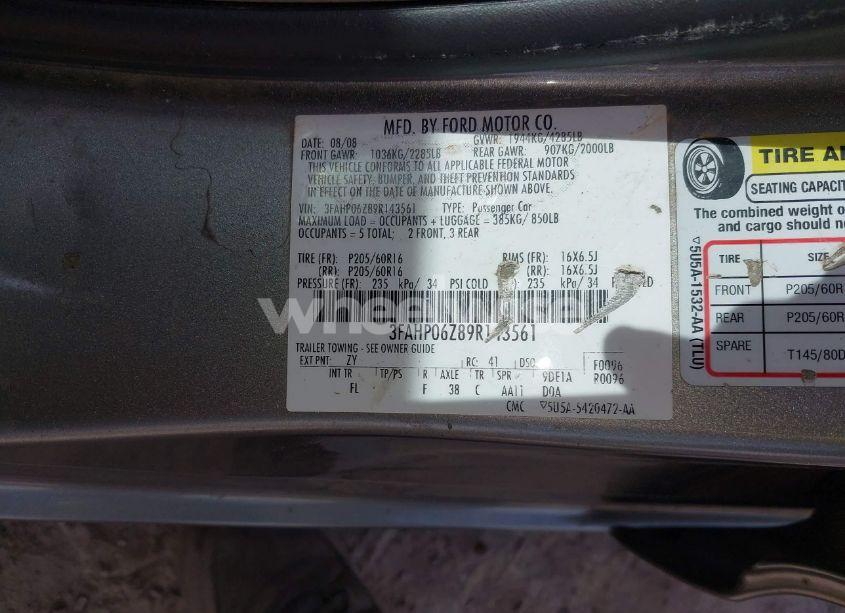 MFD. BY FORD MOTOR CO.
DATE: 08/08 GVWR: 1944KG/4285LB
FRONT GAWR: 1036KG/2285LB REAR GAWR: 907KG/2000LB
THIS VEHICLE CONFORMS TO ALL APPLICABLE FEDERAL MOTOR
VEHICLE SAFETY, BUMPER, AND THEFT PREVENTION STANDARDS
IN EFFECT ON THE DATE OF MANUFACTURE SHOWN ABOVE.
VIN: 3FAHP06Z89R143561 TYPE: Passenger Car
MAXIMUM LOAD = OCCUPANTS + LUGGAGE = 385KG/ 850LB
OCCUPANTS = 5 TOTAL; 2 FRONT, 3 REAR
TIRE (FR): P205/60R16 RIMS (FR): 16X6.5J
(RR): P205/60R16 (RR): 16X6.5J
PRESSURE (FR): 235 kPa/ 34 PSI COLD 235 kPa/ 34
3FAHP06Z89R143561
TRAILER TOWING - SEE OWNER GUIDE
EXT PNT: ZY RC: 41 DSO: F0096
INT TR TP/PS R AXLE TR SPR 9DF1A R0096
FL F 38 C AA11 D0A
CMC ▽5U5A-5420472-AA
▽5U5A-1532-AA (TLU)
TIRE
SEATING
The combined weight
and cargo should
TIRE
FRONT P205/60R
REAR P205/60R
SPARE T145/80D